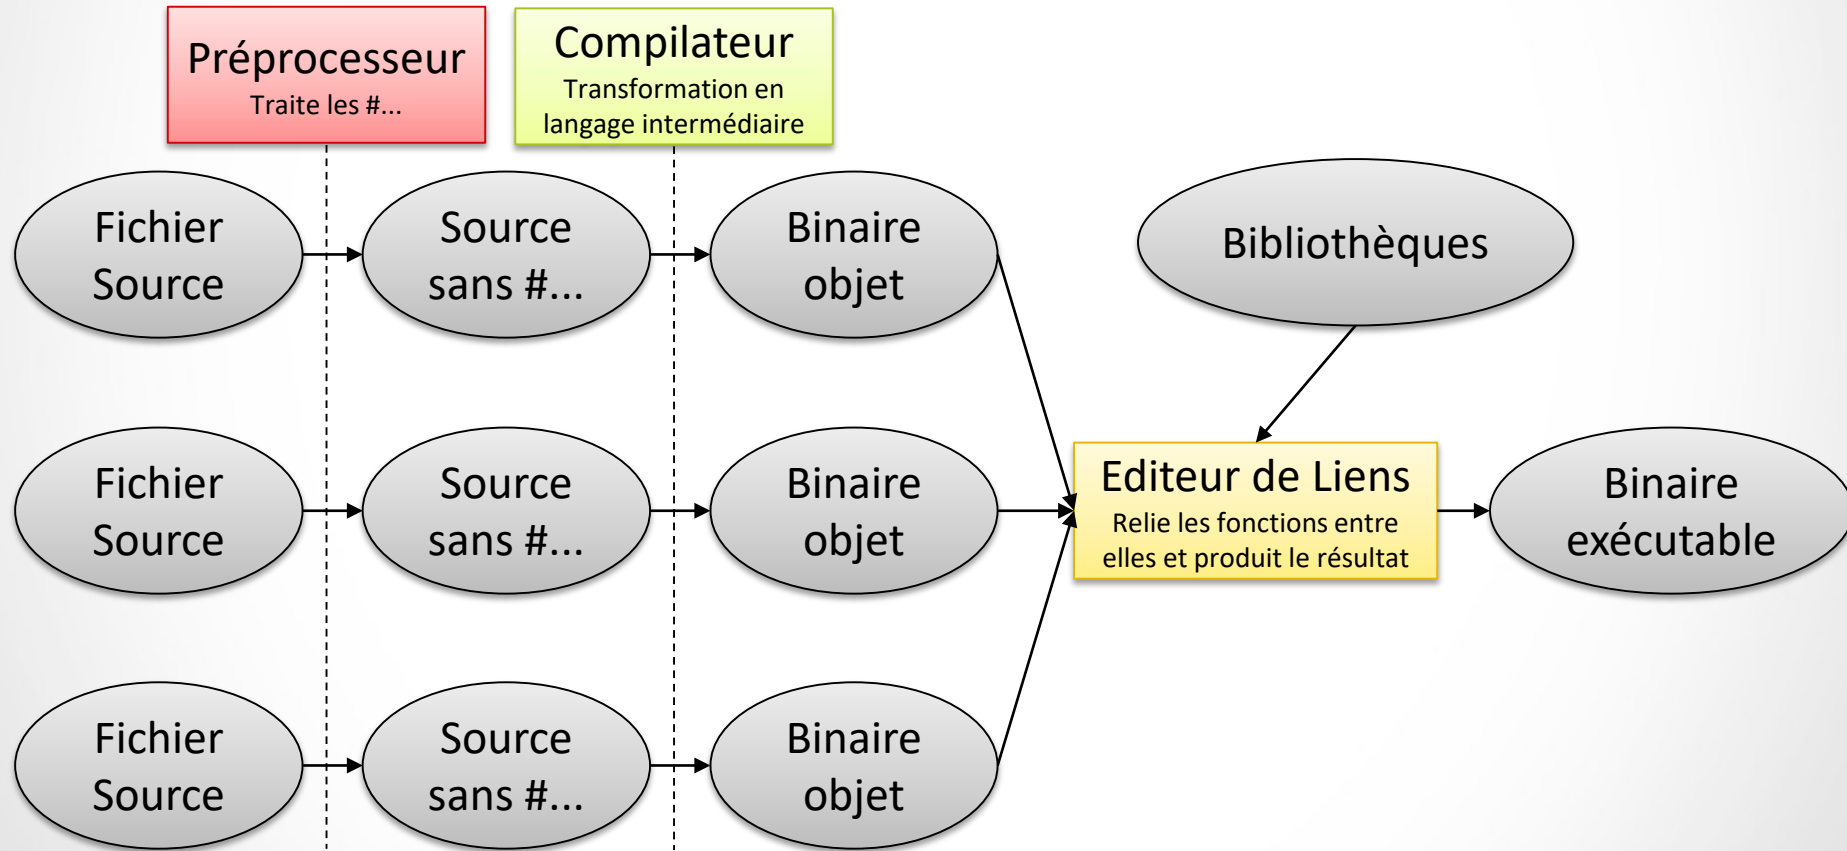 Préprocesseur
Traite les #...
Compilateur
Transformation en
langage intermédiaire
Fichier
Source
Source
sans #...
Binaire
objet
Bibliothèques
Fichier
Source
Source
sans #...
Binaire
objet
Editeur de Liens
Relie les fonctions entre
elles et produit le résultat
Binaire
exécutable
Fichier
Source
Source
sans #...
Binaire
objet